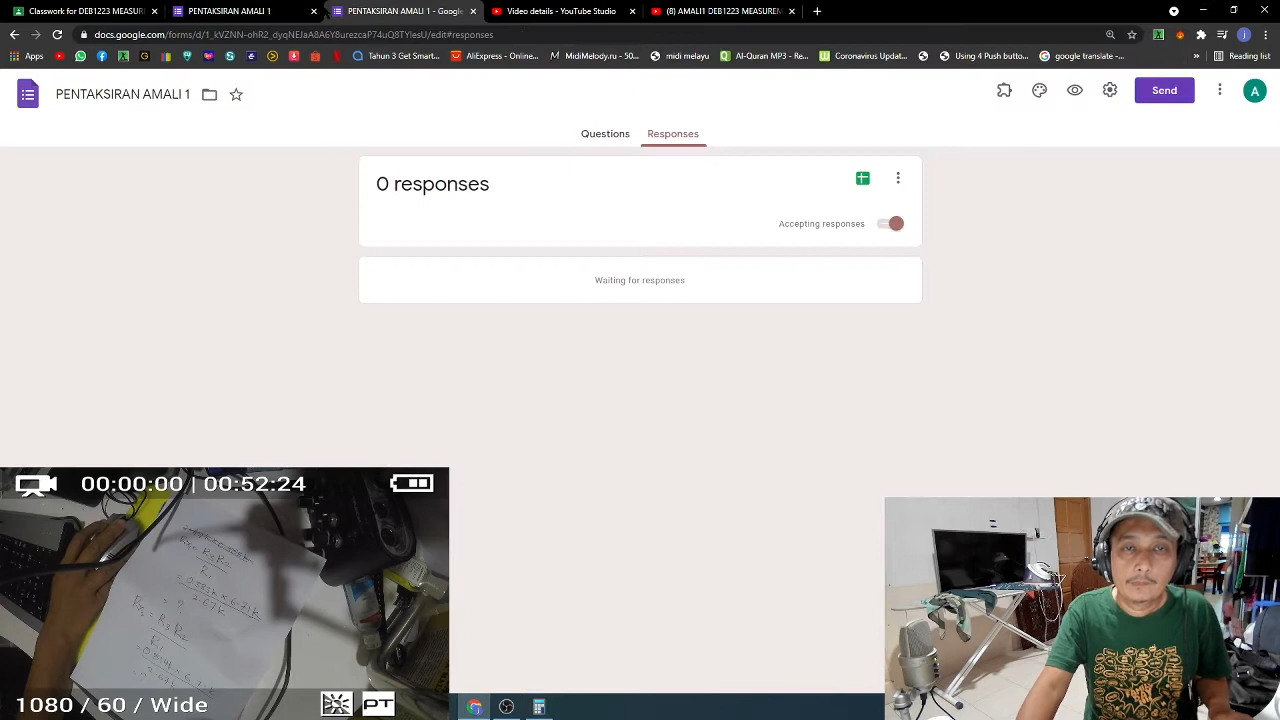 Classwork for DEB1223 MEASURE
PENTAKSIRAN AMALI 1
PENTAKSIRAN AMALI 1 - Google
Video details - YouTube Studio
(8) AMALI1 DEB1223 MEASUREM
docs.google.com/forms/d/1_kVZNN-ohR2_dyqNEJaA8A6Y8urezcaP74uQ8TYlesU/edit#responses
Apps
Tahun 3 Get Smart...
AliExpress - Online...
MidiMelody.ru - 50...
midi melayu
Al-Quran MP3 - Re...
Coronavirus Updat...
Using 4 Push butto...
google translate -...
»
Reading list
PENTAKSIRAN AMALI 1
Send
A
Questions
Responses
0 responses
Accepting responses
Waiting for responses
00:00:00 | 00:52:24
1080 / 60 / Wide
PT